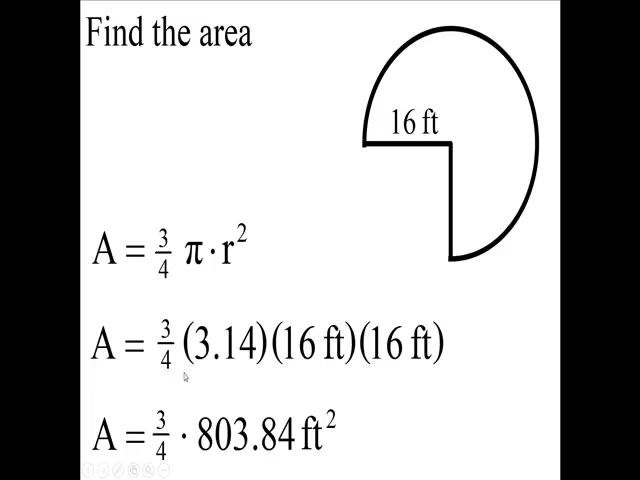 Find the area
16 ft
A = 3/4 π · r²
A = 3/4 (3.14)(16 ft)(16 ft)
A = 3/4 · 803.84 ft²